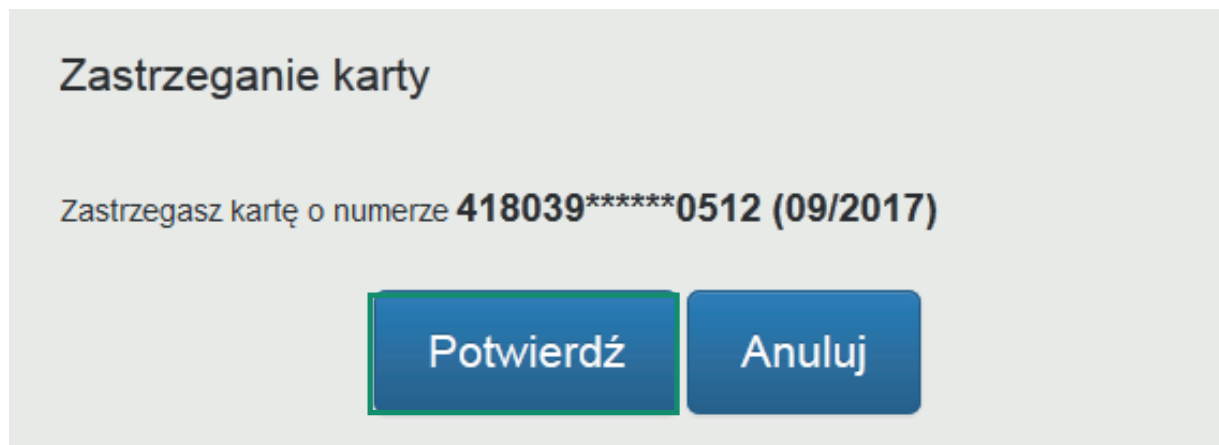 Zastrzeganie karty
Zastrzegasz kartę o numerze 418039******0512 (09/2017)
Potwierdź Anuluj